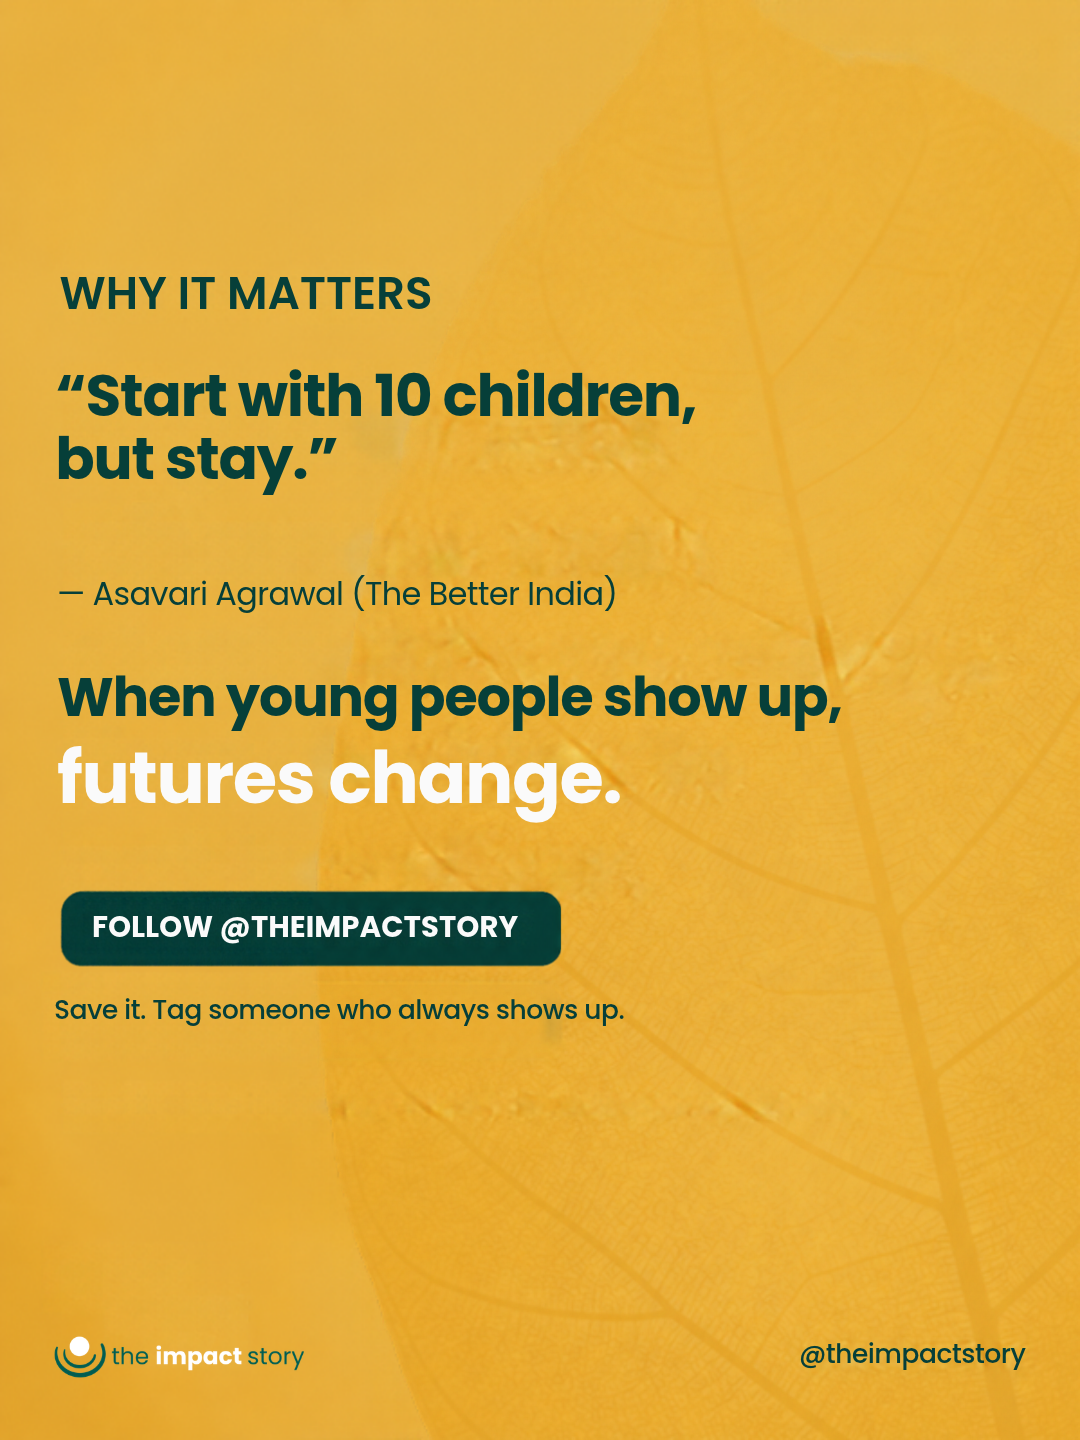 WHY IT MATTERS
“Start with 10 children,
but stay.”
— Asavari Agrawal (The Better India)
When young people show up,
futures change.
FOLLOW @THEIMPACTSTORY
Save it. Tag someone who always shows up.
the impact story
@theimpactstory